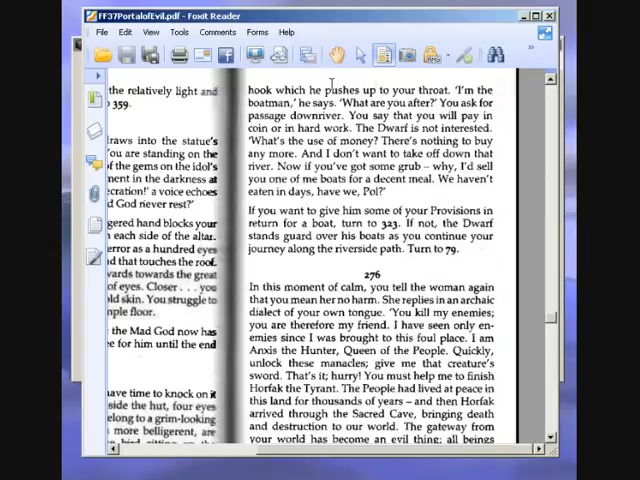 FF37PortalofEvil.pdf - Foxit Reader
File Edit View Tools Comments Forms Help
the relatively light and
359.
raws into the statue's
ou are standing on the
of the gems on the idol's
ment in the darkness at
ecration!' a voice echoes
d God never rest?'
gered hand blocks your
each side of the altar.
error as a hundred eyes
d that touches the roof.
vards towards the great
of eyes. Closer . . . you
old skin. You struggle to
mple floor.
the Mad God now has
e for him until the end
ave time to knock on it
side the hut, four eyes
elong to a grim-looking
more belligerent, are
hook which he pushes up to your throat. 'I'm the
boatman,' he says. 'What are you after?' You ask for
passage downriver. You say that you will pay in
coin or in hard work. The Dwarf is not interested.
'What's the use of money? There's nothing to buy
any more. And I don't want to take off down that
river. Now if you've got some grub – why, I'd sell
you one of me boats for a decent meal. We haven't
eaten in days, have we, Pol?'
If you want to give him some of your Provisions in
return for a boat, turn to 323. If not, the Dwarf
stands guard over his boats as you continue your
journey along the riverside path. Turn to 79.
276
In this moment of calm, you tell the woman again
that you mean her no harm. She replies in an archaic
dialect of your own tongue. 'You kill my enemies;
you are therefore my friend. I have seen only en-
emies since I was brought to this foul place. I am
Anxis the Hunter, Queen of the People. Quickly,
unlock these manacles; give me that creature's
sword. That's it; hurry! You must help me to finish
Horfak the Tyrant. The People had lived at peace in
this land for thousands of years – and then Horfak
arrived through the Sacred Cave, bringing death
and destruction to our world. The gateway from
your world has become an evil thing; all beings